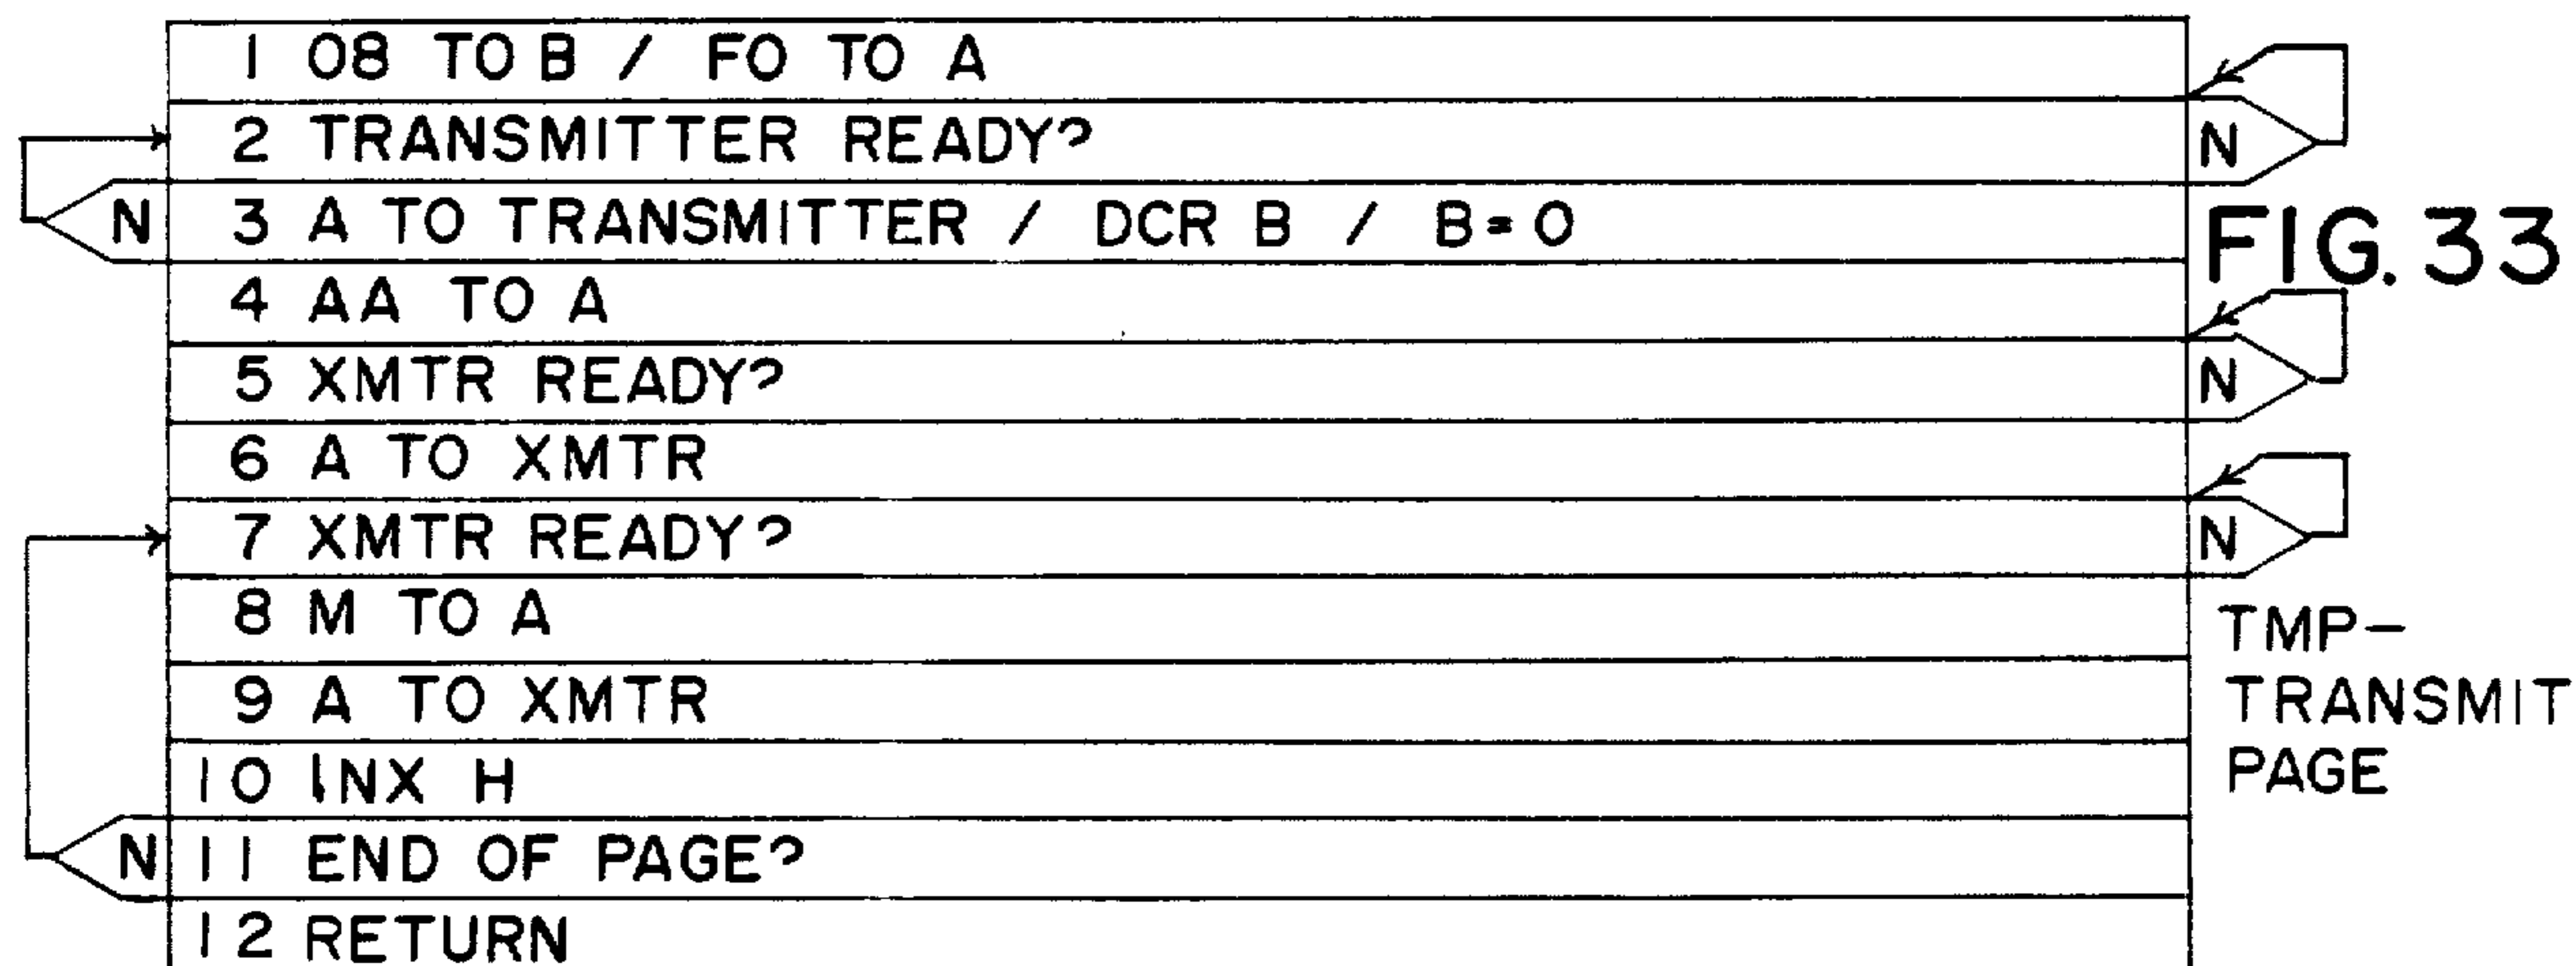 1 08 TO B / FO TO A
2 TRANSMITTER READY? N
N 3 A TO TRANSMITTER / DCR B / B=0
FIG. 33
4 AA TO A
5 XMTR READY? N
6 A TO XMTR
7 XMTR READY? N
8 M TO A
9 A TO XMTR
10 INX H
N 11 END OF PAGE?
12 RETURN
TMP-
TRANSMIT
PAGE